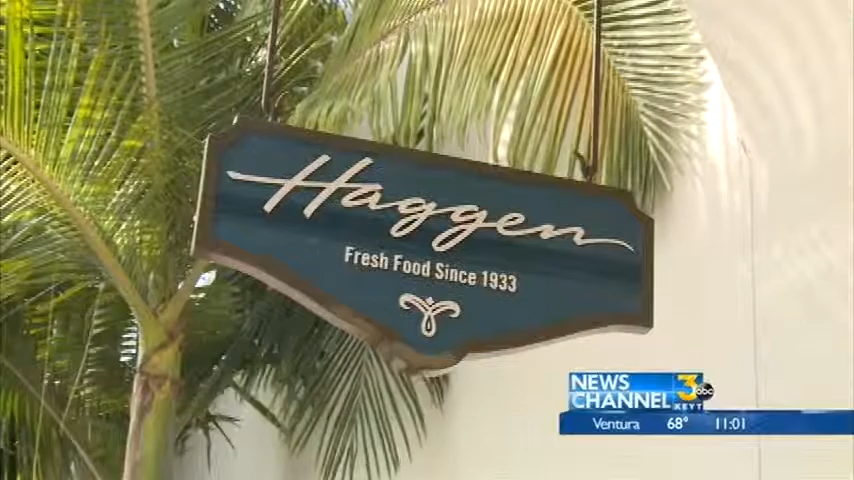 Haggen
Fresh Food Since 1933
NEWS
CHANNEL 3 abc
KEYT
Ventura 68° 11:01